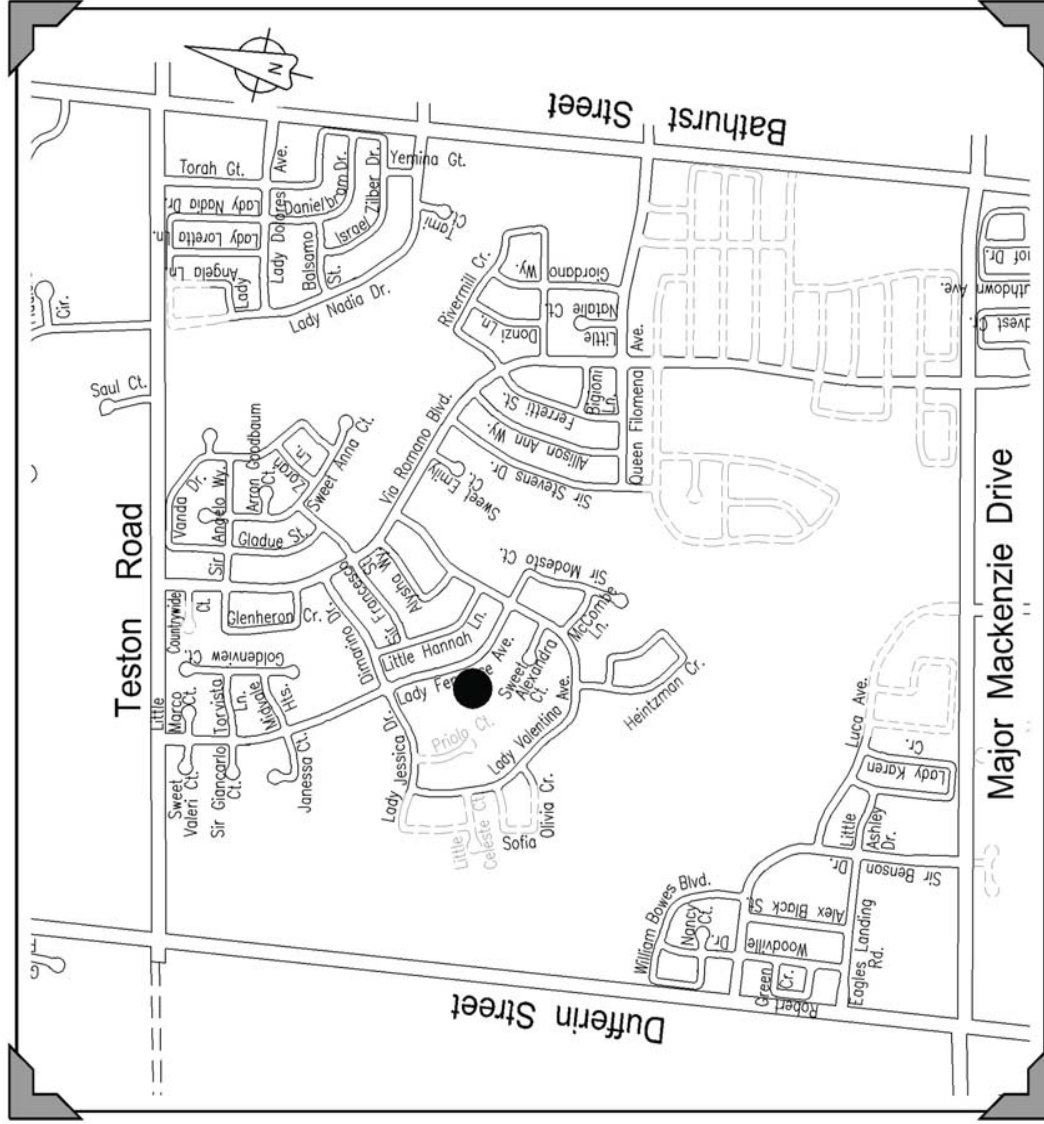 N
Bathurst Street
Torah Gt.
Lady Nadia Dr.
Lady Loretta Ln.
Lady Angela Ln.
Lady Dolores Ave.
Balsamo St.
Israel Zilber Dr.
Yemina Gt.
Tami Ct.
Lady Nadia Dr.
Cir.
Saul Ct.
Teston Road
Rivermill Cr.
Giordano Wy.
Donzi Ln.
Little Natalie Ct.
Bigioni Ln.
Queen Filomena Ave.
Ferretti St.
Allison Ann Wy.
Sir Stevens Dr.
Sweet Emily Ct.
Via Romano Blvd.
Vanda Dr.
Sir Angelo Wy.
Arron Goodbaum Ct.
Zoran Ln.
Sweet Anna Ct.
Gladue St.
Little Countrywide Ct.
Glenheron Cr.
Goldenview Ct.
Marco Ct.
Torvista Ln.
Midvale Hts.
Sweet Valeri Ct.
Sir Giancarlo Ct.
Janessa Ct.
Dimarino Dr.
Sir Francesco St.
Alysha Wy.
Little Hannah Ln.
Sir Modesto Ct.
McCombe Ln.
Sweet Alexandra Ct.
Lady Valentina Ave.
Heintzman Cr.
Lady Jessica Dr.
Priolo Ct.
Little Celeste Ct.
Sofia Olivia Cr.
Dufferin Street
William Bowes Blvd.
Nancy Ct.
Woodville Dr.
Alex Black St.
Robert Green Cr.
Eagles Landing Rd.
Sir Benson Dr.
Little Ashley Dr.
Lady Karen Cr.
Luca Ave.
Major Mackenzie Drive